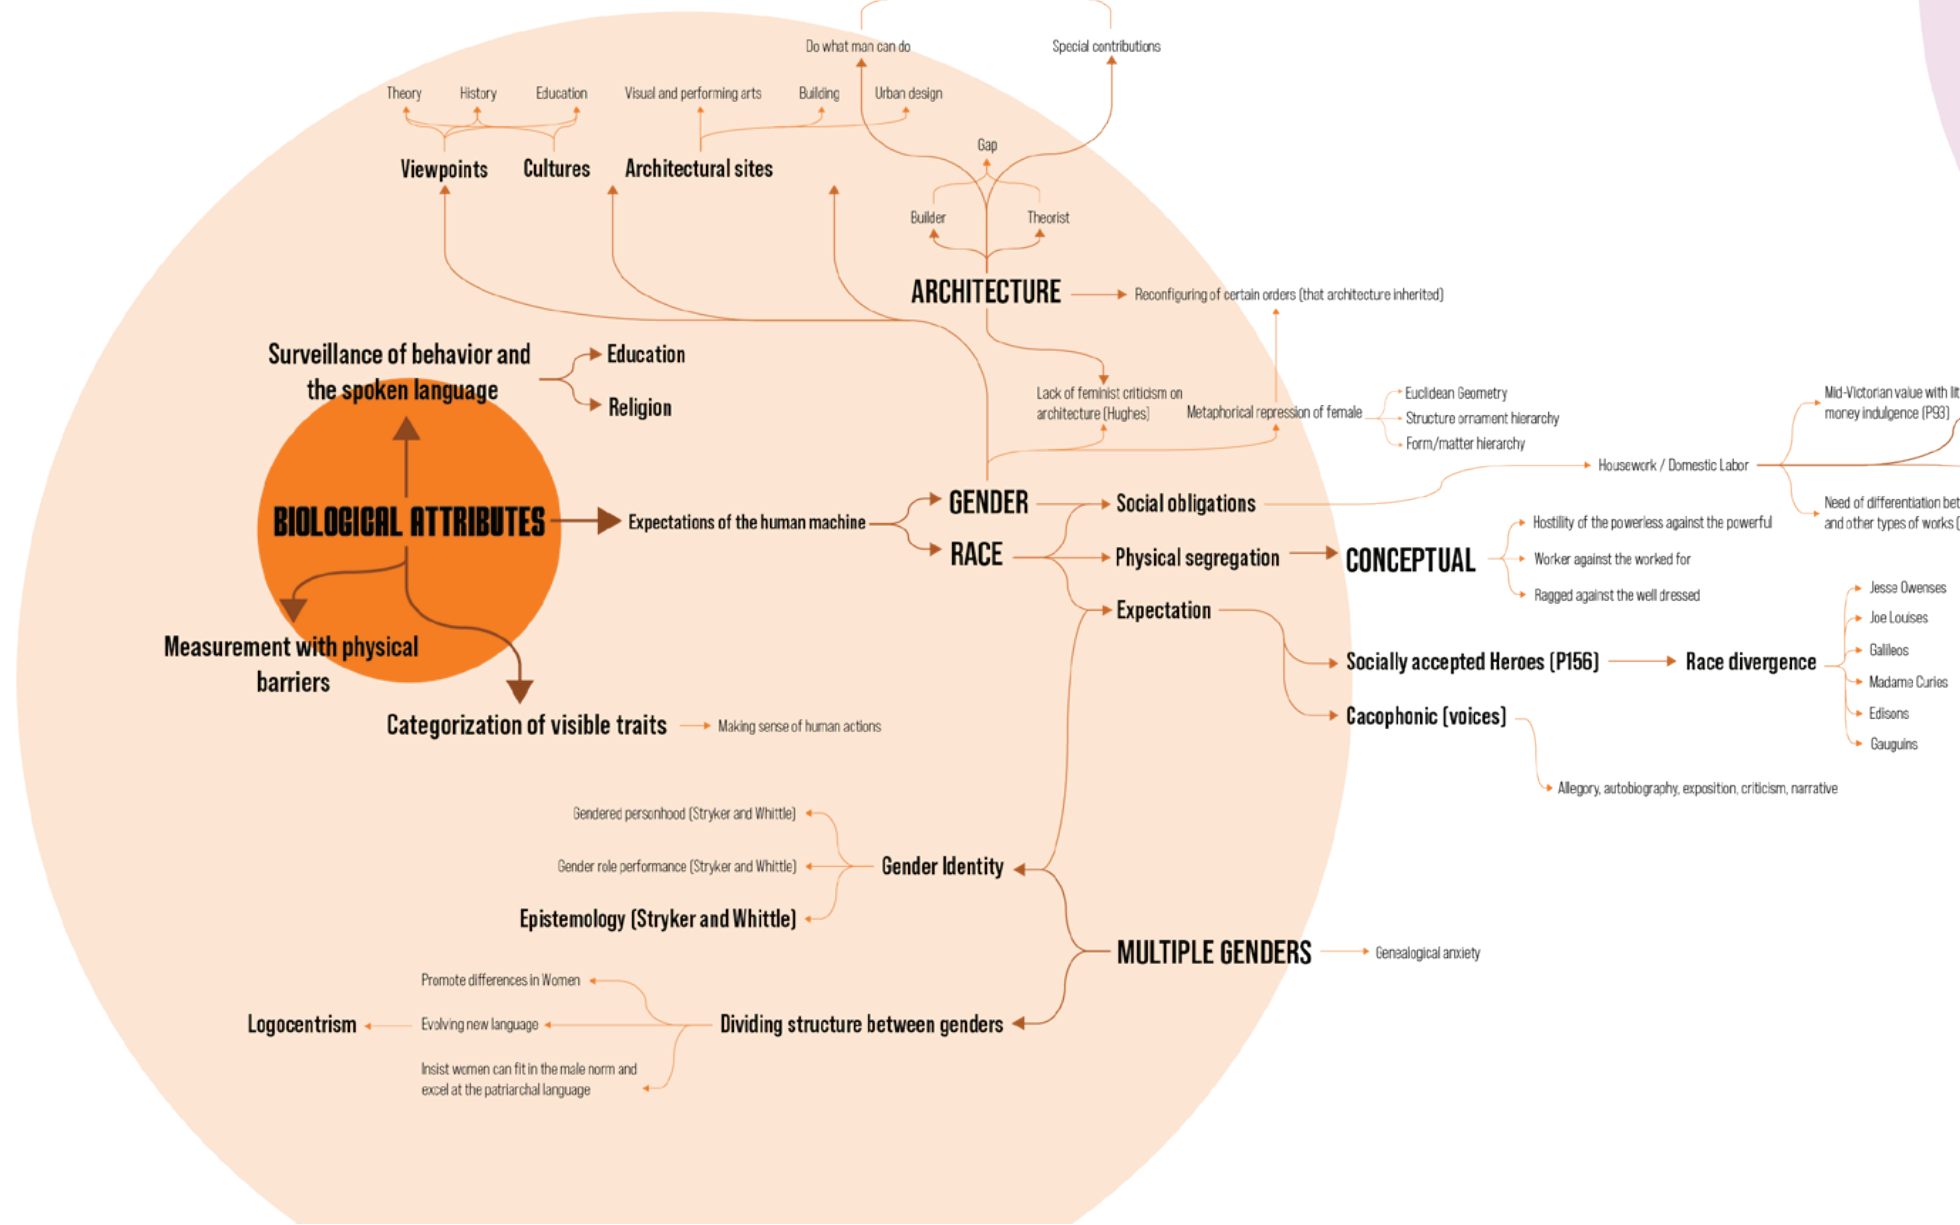 Do what man can do
Special contributions
Theory
History
Education
Visual and performing arts
Building
Urban design
Gap
Viewpoints
Cultures
Architectural sites
Builder
Theorist
ARCHITECTURE
Reconfiguring of certain orders (that architecture inherited)
Surveillance of behavior and
the spoken language
Education
Religion
Lack of feminist criticism on
architecture (Hughes)
Metaphorical repression of female
Euclidean Geometry
Structure ornament hierarchy
Form/matter hierarchy
Mid-Victorian value with
money indulgence (P93)
Housework / Domestic Labor
Need of differentiation
and other types of works
BIOLOGICAL ATTRIBUTES
Expectations of the human machine
GENDER
RACE
Social obligations
Physical segregation
Expectation
CONCEPTUAL
Hostility of the powerless against the powerful
Worker against the worked for
Ragged against the well dressed
Measurement with physical
barriers
Categorization of visible traits
Making sense of human actions
Socially accepted Heroes (P156)
Race divergence
Jesse Owenses
Joe Louises
Galileos
Madame Curies
Edisons
Gauguins
Cacophonic (voices)
Allegory, autobiography, exposition, criticism, narrative
Gendered personhood (Stryker and Whittle)
Gender role performance (Stryker and Whittle)
Epistemology (Stryker and Whittle)
Gender Identity
MULTIPLE GENDERS
Genealogical anxiety
Promote differences in Women
Logocentrism
Evolving new language
Insist women can fit in the male norm and
excel at the patriarchal language
Dividing structure between genders